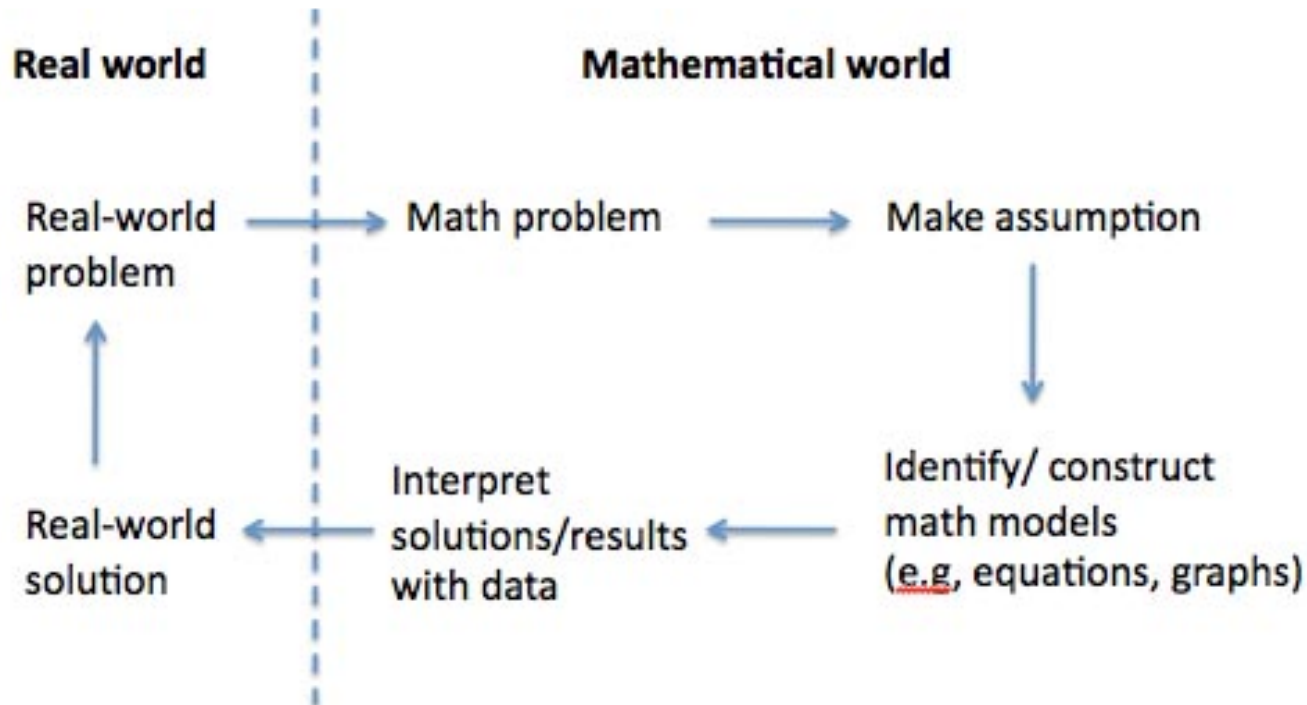 Real world
Mathematical world
Real-world
problem
Math problem
Make assumption
Identify/ construct
math models
(e.g, equations, graphs)
Interpret
solutions/results
with data
Real-world
solution